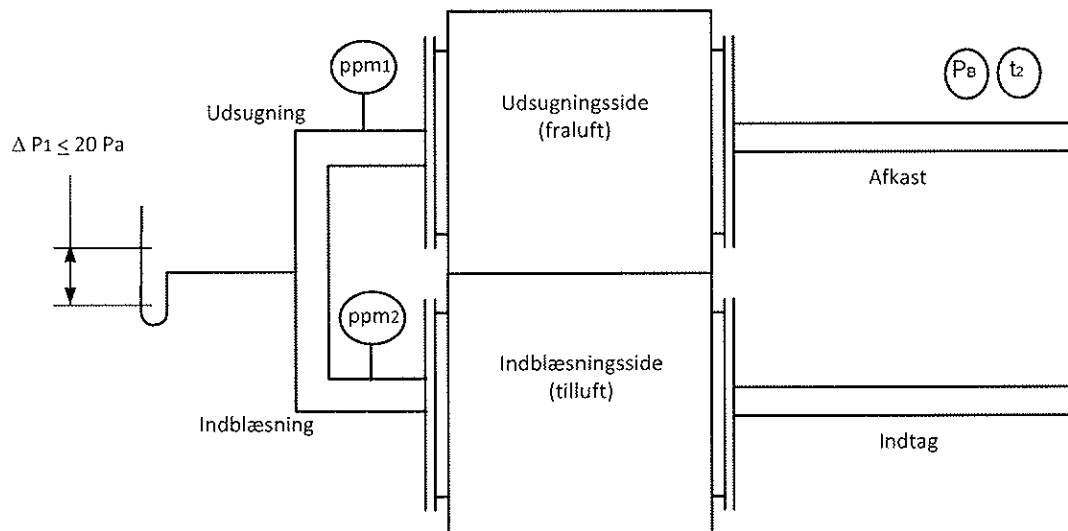 ppm1
Udsugning
Δ P1 ≤ 20 Pa
Udsugningsside
(fraluft)
PB
t2
Afkast
ppm2
Indblæsningsside
(tilluft)
Indblæsning
Indtag